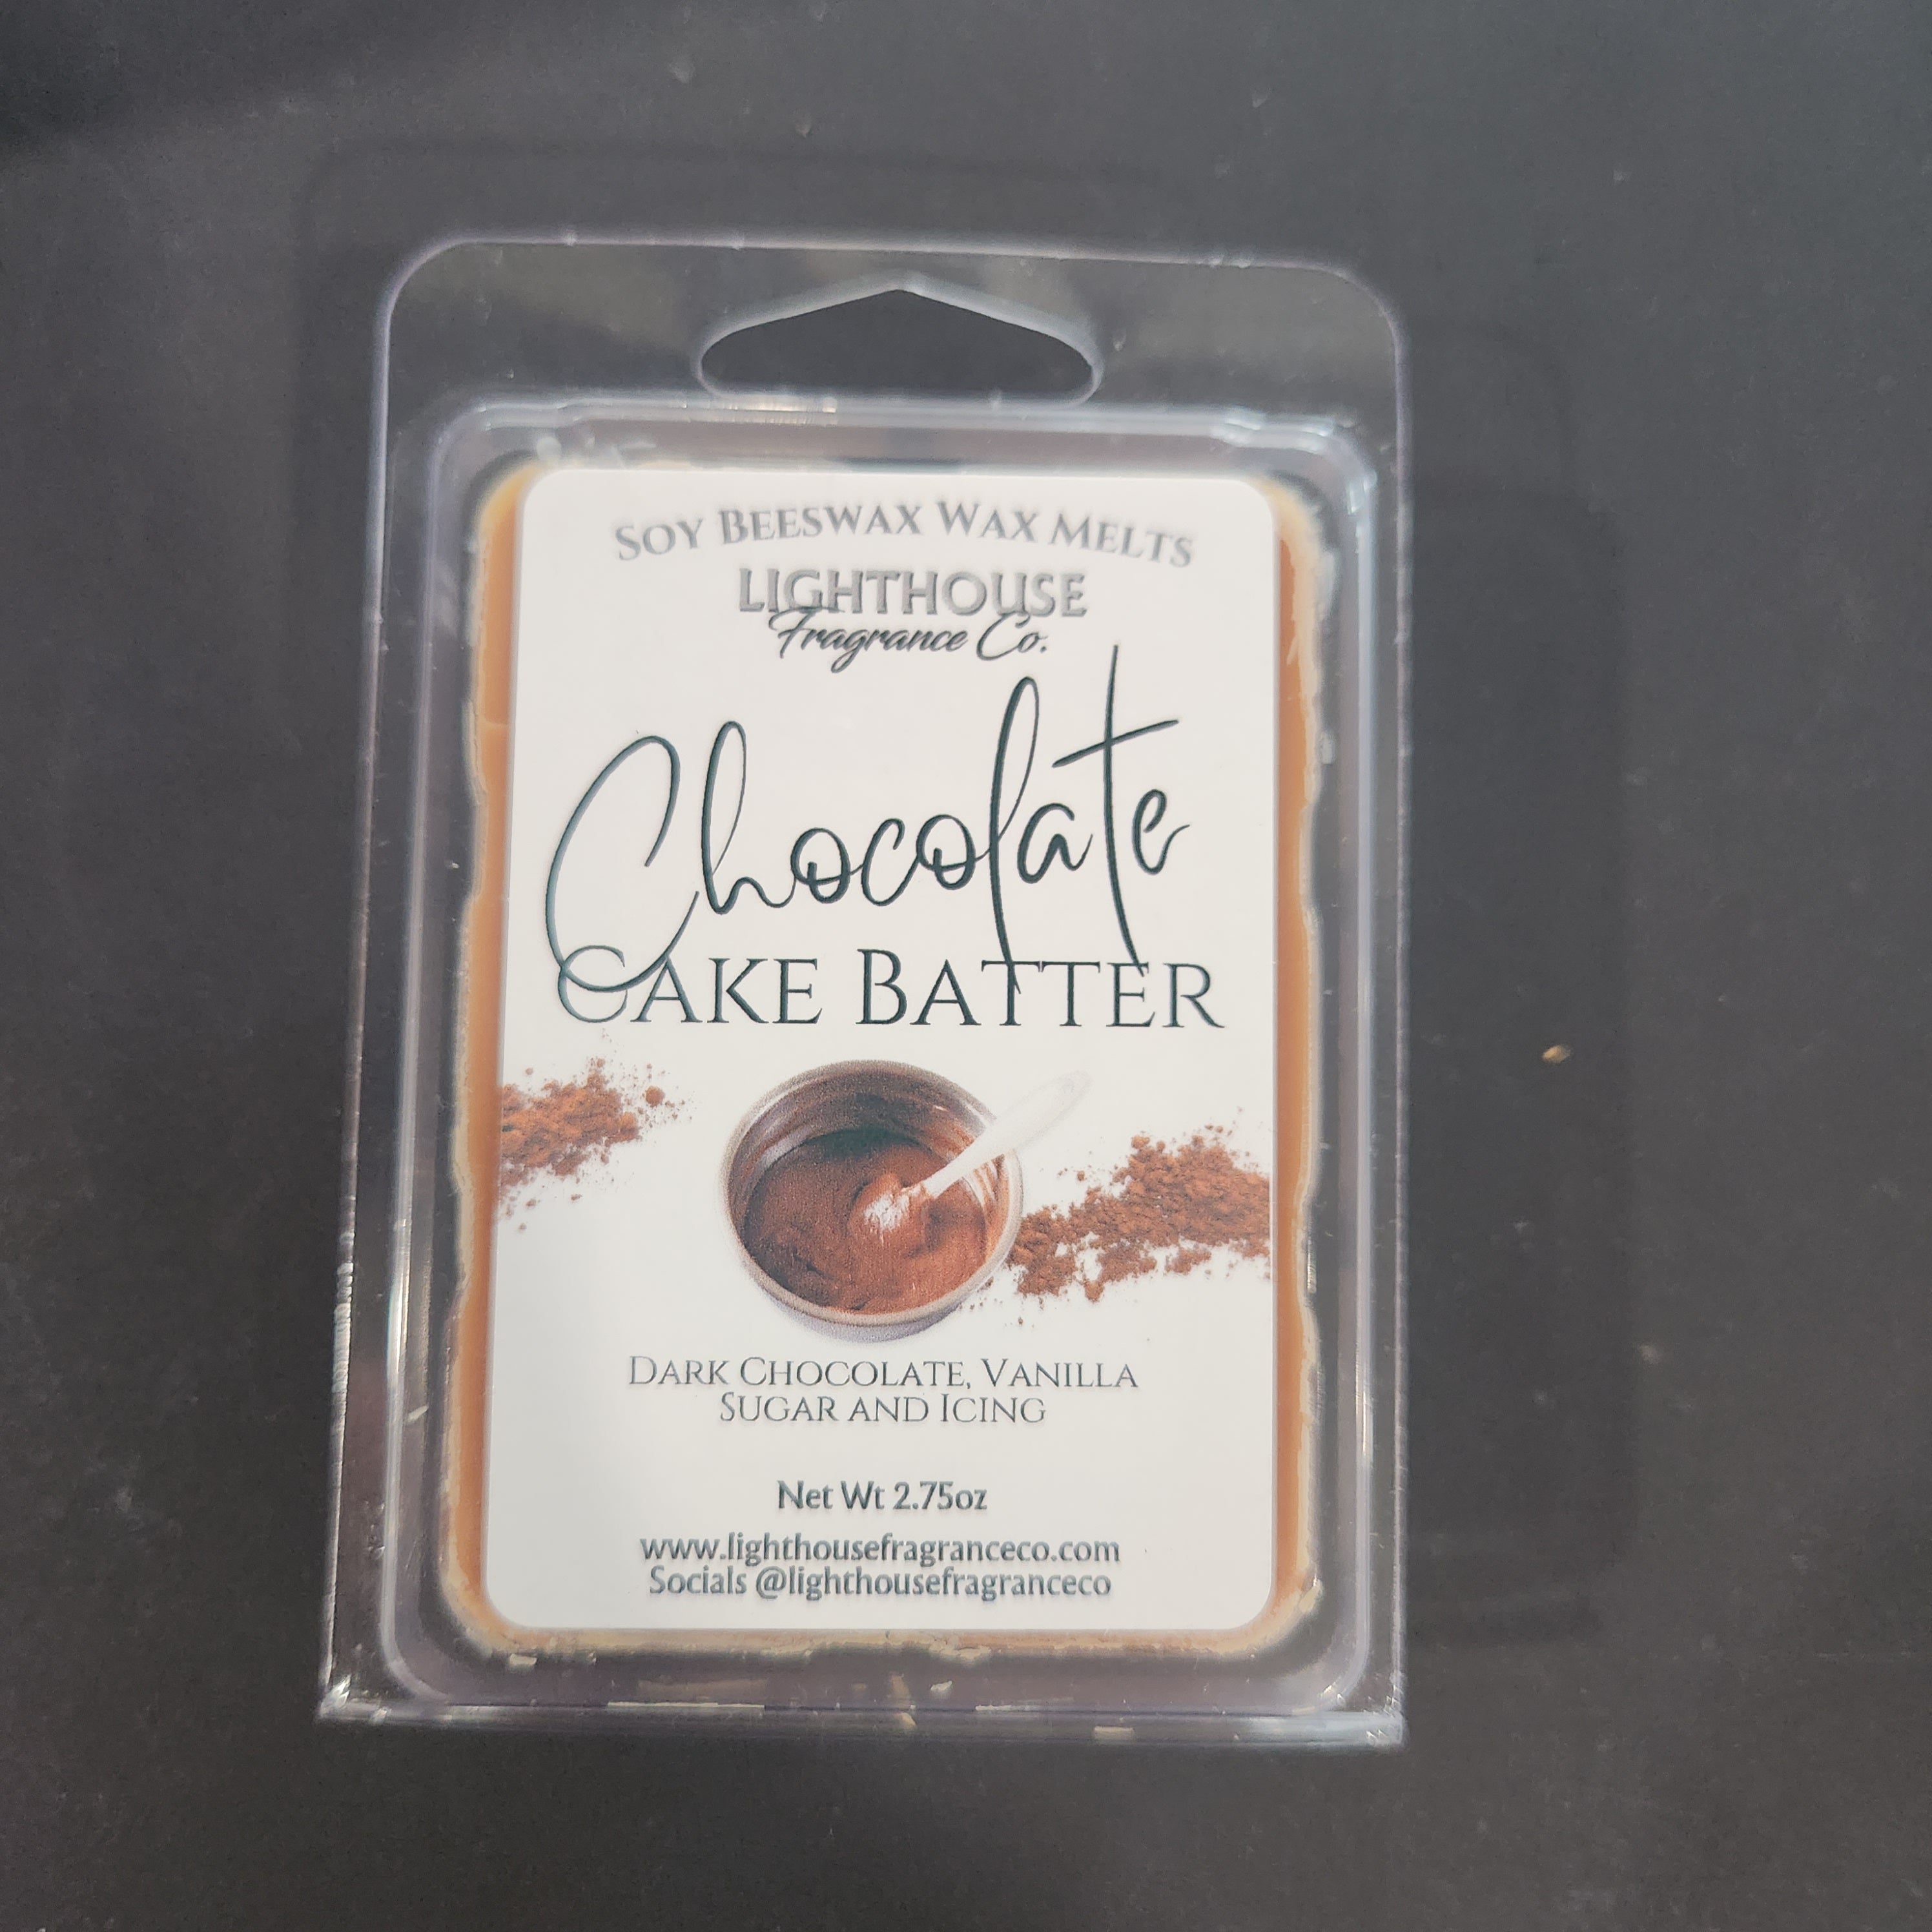 SOY BEESWAX WAX MELTS
LIGHTHOUSE
Fragrance Co.
Chocolate
CAKE BATTER
DARK CHOCOLATE, VANILLA
SUGAR AND ICING
Net Wt 2.75oz
www.lighthousefragranceco.com
Socials @lighthousefragranceco